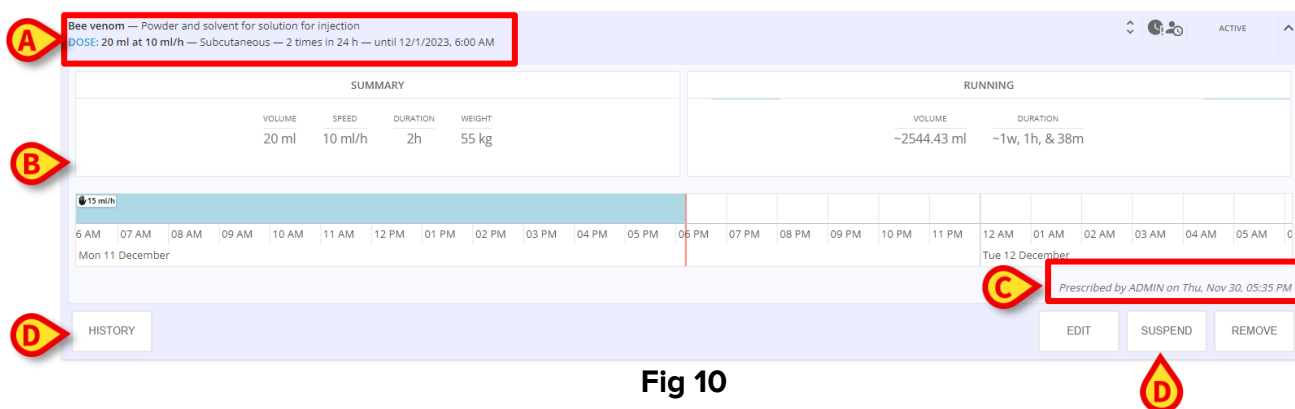 A
Bee venom — Powder and solvent for solution for injection
DOSE: 20 ml at 10 ml/h — Subcutaneous — 2 times in 24 h — until 12/1/2023, 6:00 AM
ACTIVE
SUMMARY
RUNNING
VOLUME SPEED DURATION WEIGHT
20 ml 10 ml/h 2h 55 kg
VOLUME DURATION
~2544.43 ml ~1w, 1h, & 38m
B
15 ml/h
6 AM 07 AM 08 AM 09 AM 10 AM 11 AM 12 PM 01 PM 02 PM 03 PM 04 PM 05 PM 06 PM 07 PM 08 PM 09 PM 10 PM 11 PM 12 AM 01 AM 02 AM 03 AM 04 AM 05 AM 0
Mon 11 December Tue 12 December
C
Prescribed by ADMIN on Thu, Nov 30, 05:35 PM
D
HISTORY EDIT SUSPEND REMOVE
Fig 10
D